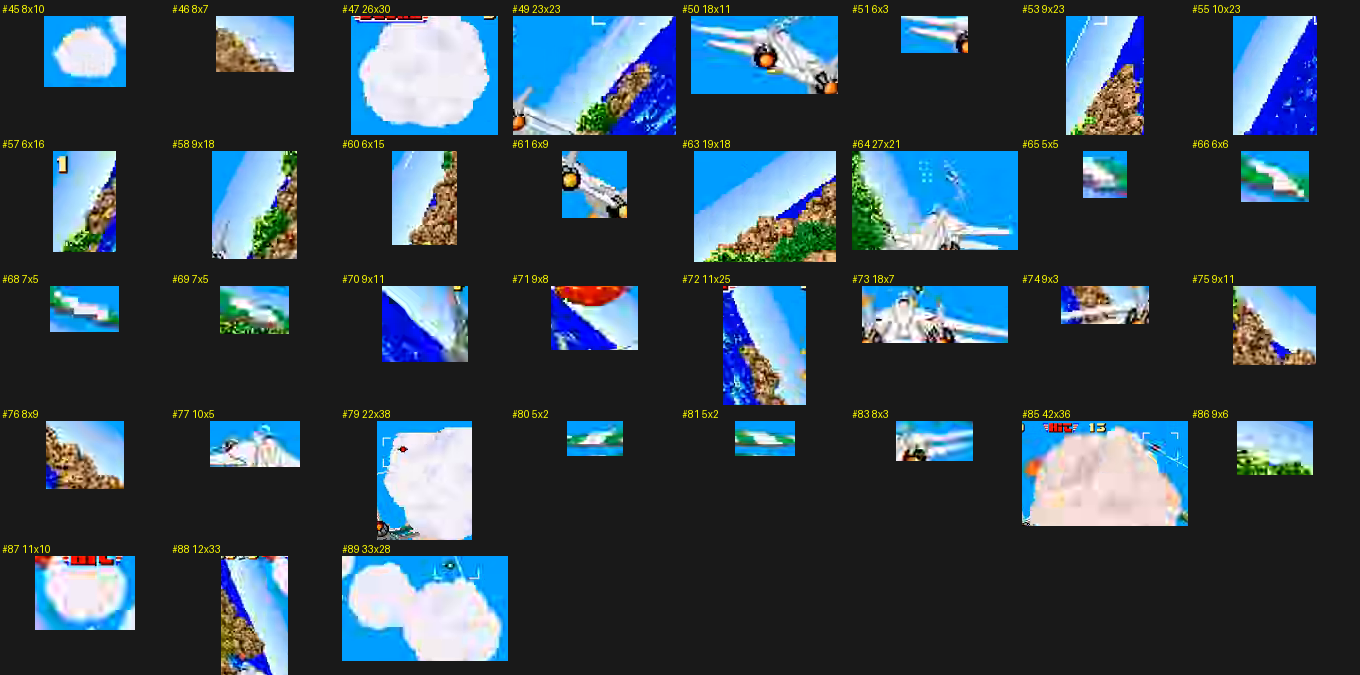 #45 8x10 #46 8x7 #47 26x30 #49 23x23 #50 18x11 #51 6x3 #53 9x23 #55 10x23
#57 6x16 #58 9x18 #60 6x15 #61 6x9 #63 19x18 #64 27x21 #65 5x5 #66 6x6
1
#68 7x5 #69 7x5 #70 9x11 #71 9x8 #72 11x25 #73 18x7 #74 9x3 #75 9x11
#76 8x9 #77 10x5 #79 22x38 #80 5x2 #81 5x2 #83 8x3 #85 42x36 #86 9x6
13
#87 11x10 #88 12x33 #89 33x28